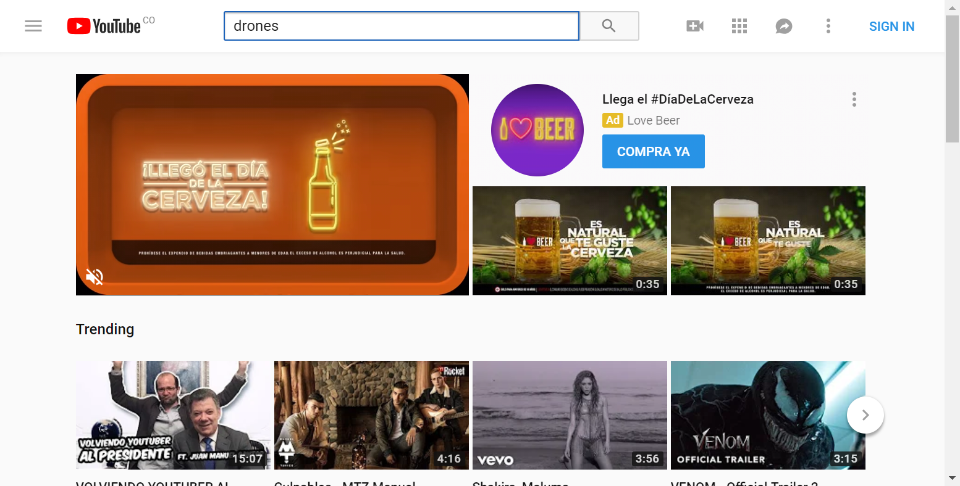 YouTube CO
drones
SIGN IN
¡LLEGÓ EL DÍA
DE LA
CERVEZA!
PROHÍBESE EL EXPENDIO DE BEBIDAS EMBRIAGANTES A MENORES DE EDAD. EL EXCESO DE ALCOHOL ES PERJUDICIAL PARA LA SALUD.
BEER
Llega el #DíaDeLaCerveza
Ad Love Beer
COMPRA YA
BEER
ES
NATURAL
QUE TE GUSTE
LA
CERVEZA
0:35
BEER
ES
NATURAL
QUE TE GUSTE
0:35
Trending
VOLVIENDO YOUTUBER
AL PRESIDENTE
FT. JUAN MANU
15:07
Rocket
MTZ
4:16
vevo
3:56
VENOM
OFFICIAL TRAILER
3:15
VOLVIENDO YOUTUBER AL
Culpables - MTZ Manuel
Shakira, Maluma
VENOM - Official Trailer 2